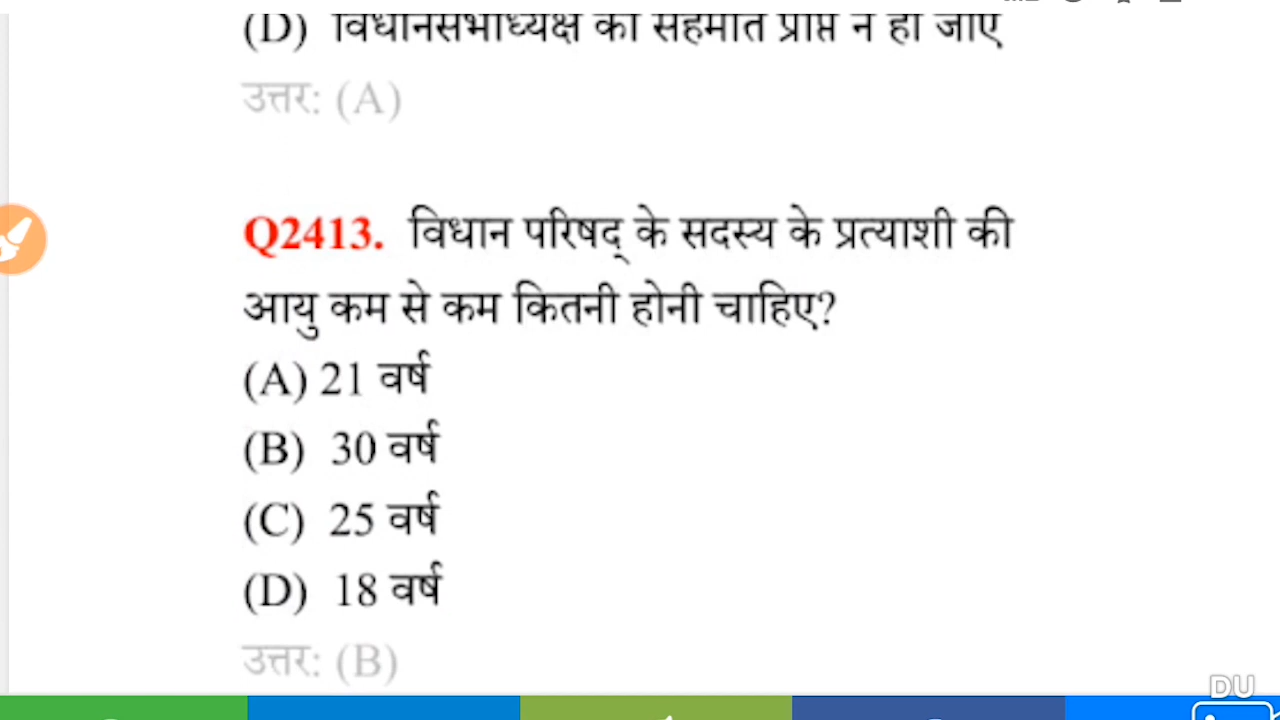 (D) विधानसभाध्यक्ष की सहमति प्राप्त न हो जाए
उत्तर: (A)
Q2413. विधान परिषद् के सदस्य के प्रत्याशी की
आयु कम से कम कितनी होनी चाहिए?
(A) 21 वर्ष
(B) 30 वर्ष
(C) 25 वर्ष
(D) 18 वर्ष
उत्तर: (B)
DU